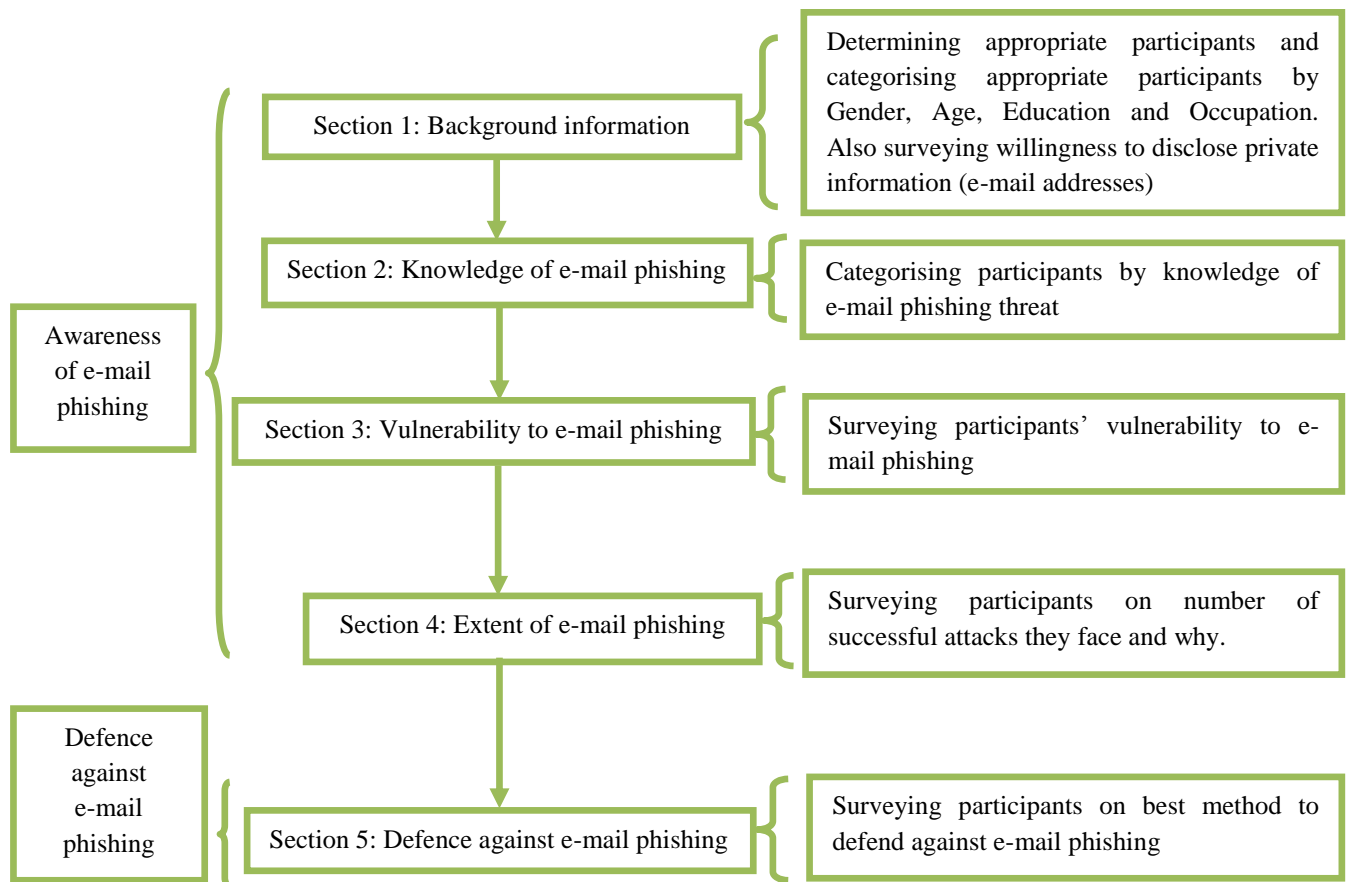 Determining appropriate participants and
categorising appropriate participants by
Gender, Age, Education and Occupation.
Also surveying willingness to disclose private
information (e-mail addresses)
Section 1: Background information
Section 2: Knowledge of e-mail phishing
Categorising participants by knowledge of
e-mail phishing threat
Awareness
of e-mail
phishing
Section 3: Vulnerability to e-mail phishing
Surveying participants’ vulnerability to e-
mail phishing
Section 4: Extent of e-mail phishing
Surveying participants on number of
successful attacks they face and why.
Defence
against
e-mail
phishing
Section 5: Defence against e-mail phishing
Surveying participants on best method to
defend against e-mail phishing